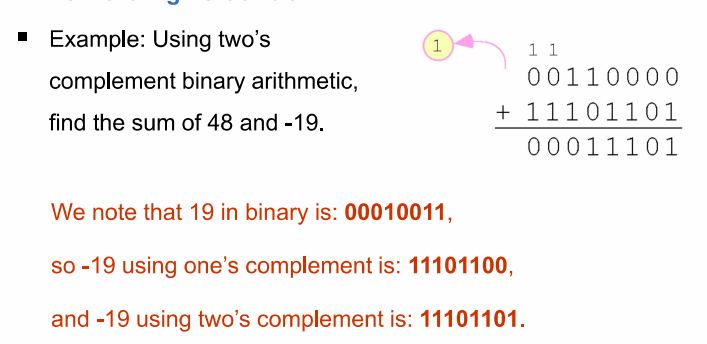 ■ Example: Using two's
complement binary arithmetic,
find the sum of 48 and -19.
1
1 1
00110000
+ 11101101
00011101
We note that 19 in binary is: 00010011,
so -19 using one's complement is: 11101100,
and -19 using two's complement is: 11101101.